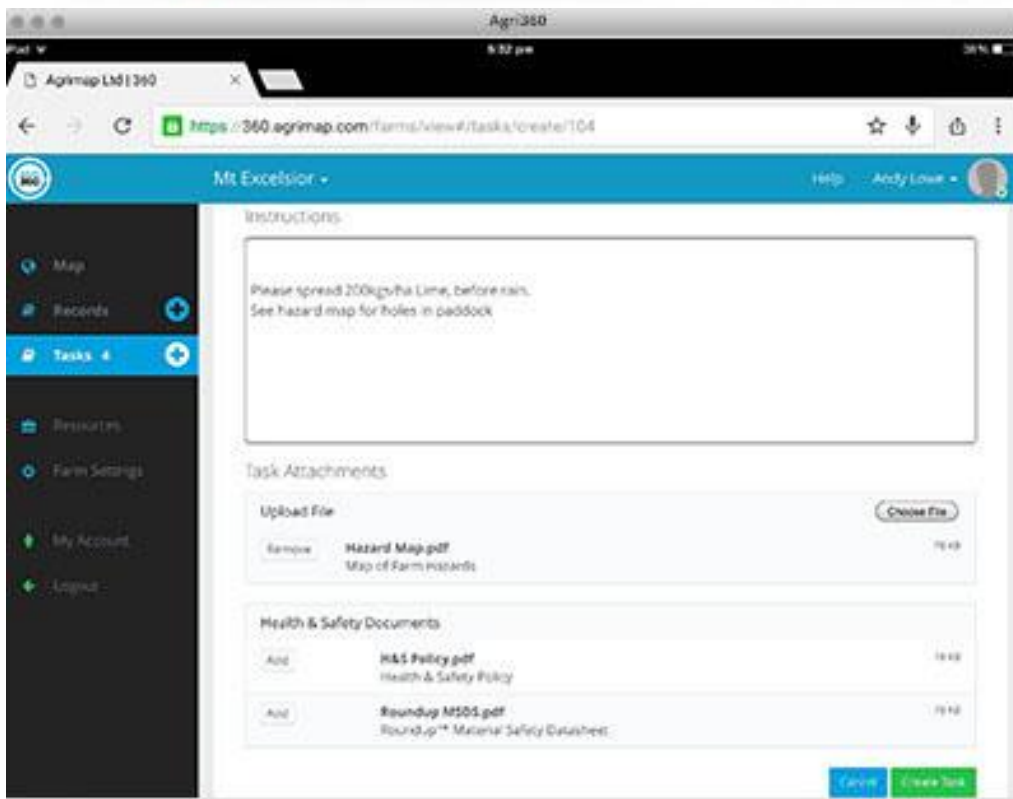 Agri360
iPad
5:32 pm
38%
Agrimap Ltd | 360
https://360.agrimap.com/farms/view#/tasks/create/104
360
Mt Excelsior
Help
Andy Lowe
Instructions
Map
Records
Tasks 4
Resources
Farm Settings
My Account
Logout
Please spread 200kgs/ha Lime, before rain.
See hazard map for holes in paddock
Task Attachments
Upload File
Choose File
Remove
Hazard Map.pdf
Map of Farm Hazards
Health & Safety Documents
Add
H&S Policy.pdf
Health & Safety Policy
Add
Roundup MSDS.pdf
Roundup™ Material Safety Datasheet
Cancel
Create Task